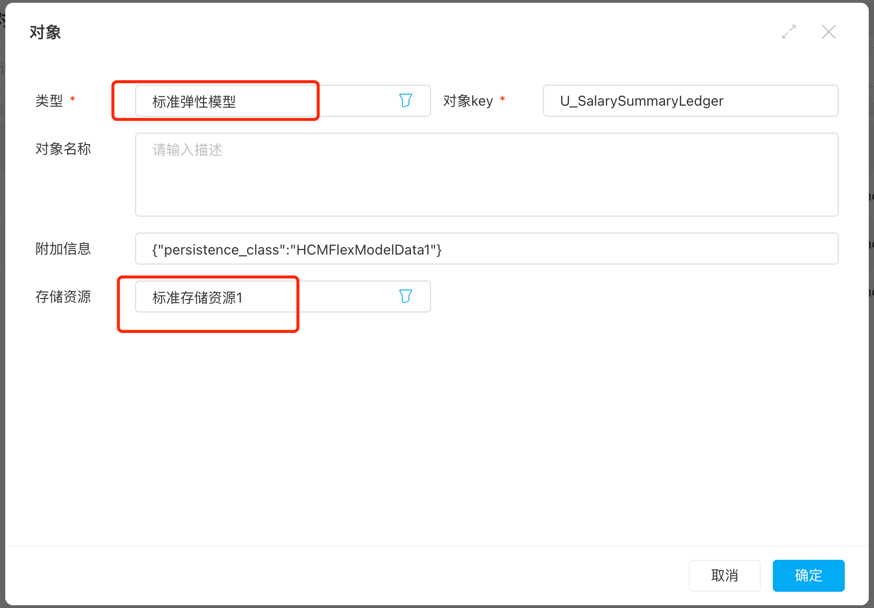 对象
类型 * 标准弹性模型 对象key * U_SalarySummaryLedger
对象名称 请输入描述
附加信息 {"persistence_class":"HCMFlexModelData1"}
存储资源 标准存储资源1
取消 确定